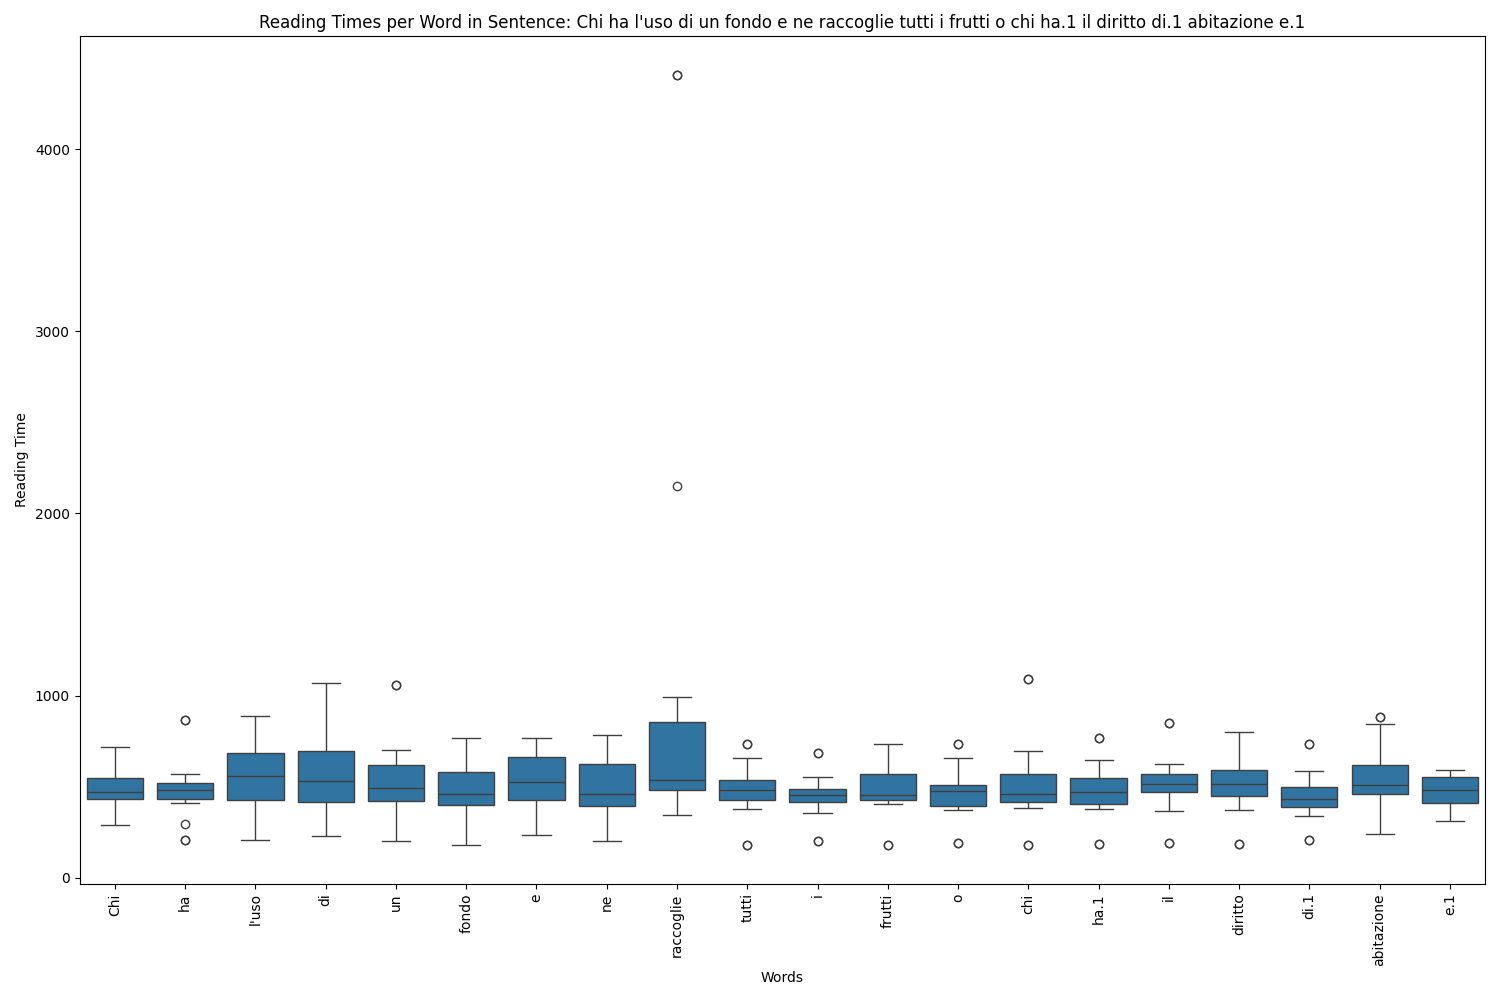 Reading Times per Word in Sentence: Chi ha l'uso di un fondo e ne raccoglie tutti i frutti o chi ha.1 il diritto di.1 abitazione e.1
4000
3000
2000
1000
0
Reading Time
Chi
ha
l'uso
di
un
fondo
e
ne
raccoglie
tutti
i
frutti
o
chi
ha.1
il
diritto
di.1
abitazione
e.1
Words